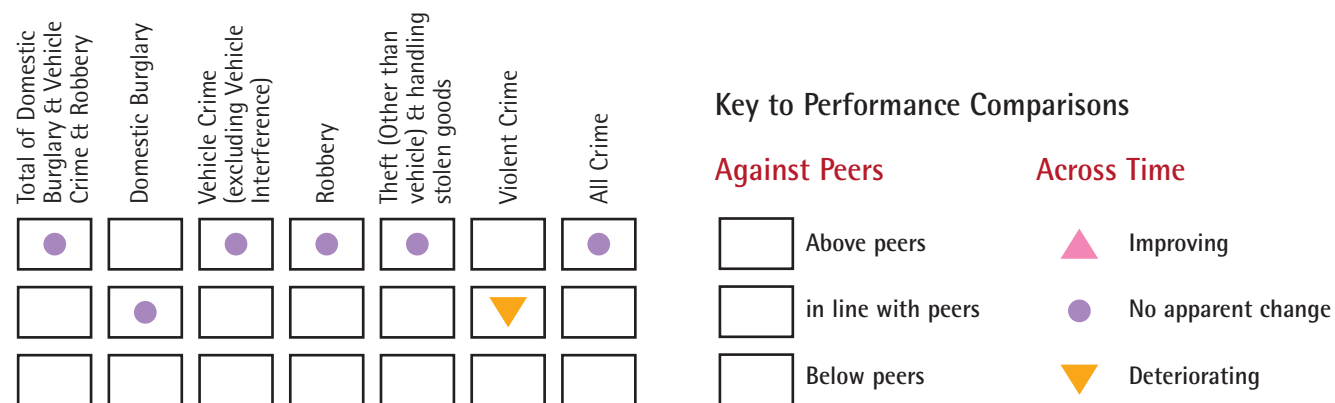 Total of Domestic
Burglary & Vehicle
Crime & Robbery
Domestic Burglary
Vehicle Crime
(excluding Vehicle
Interference)
Robbery
Theft (Other than
vehicle) & handling
stolen goods
Violent Crime
All Crime
Key to Performance Comparisons
Against Peers
Across Time
Above peers
Improving
in line with peers
No apparent change
Below peers
Deteriorating